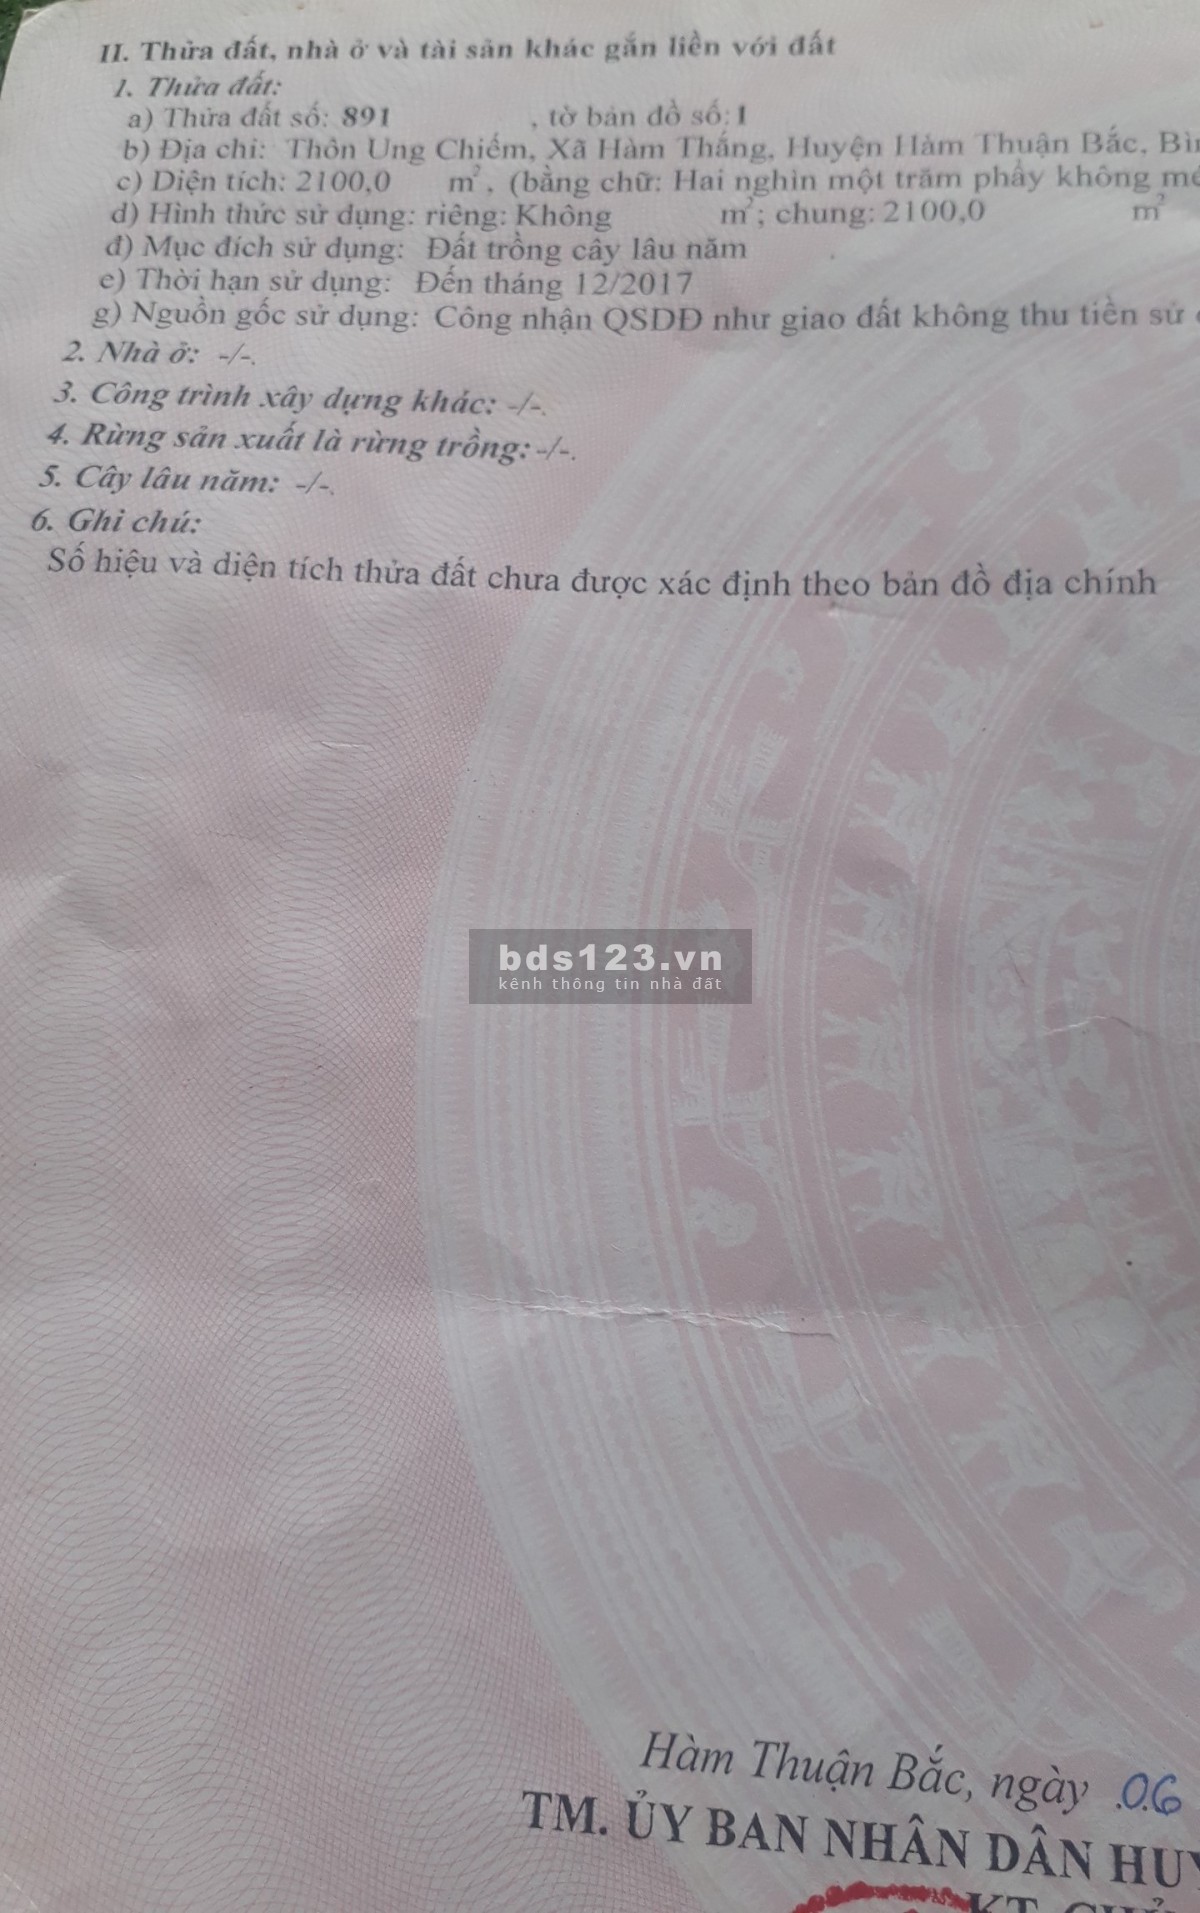 II. Thửa đất, nhà ở và tài sản khác gắn liền với đất
1. Thửa đất:
a) Thửa đất số: 891 , tờ bản đồ số: 1
b) Địa chỉ: Thôn Ung Chiếm, Xã Hàm Thắng, Huyện Hàm Thuận Bắc,
c) Diện tích: 2100,0 m², (bằng chữ: Hai nghìn một trăm phẩy không
d) Hình thức sử dụng: riêng: Không m²; chung: 2100,0 m²
đ) Mục đích sử dụng: Đất trồng cây lâu năm
e) Thời hạn sử dụng: Đến tháng 12/2017
g) Nguồn gốc sử dụng: Công nhận QSDĐ như giao đất không thu tiền sử
2. Nhà ở: -/-.
3. Công trình xây dựng khác: -/-.
4. Rừng sản xuất là rừng trồng: -/-.
5. Cây lâu năm: -/-.
6. Ghi chú:
Số hiệu và diện tích thửa đất chưa được xác định theo bản đồ địa chính
bds123.vn
kênh thông tin nhà đất
Hàm Thuận Bắc, ngày .06
TM. ỦY BAN NHÂN DÂN
KT.